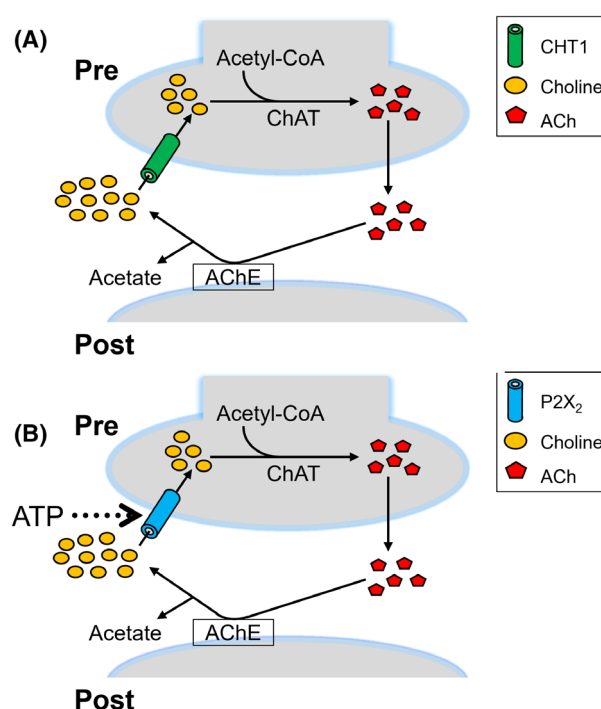 (A)
Pre
Acetyl-CoA
ChAT
CHT1
Choline
ACh
Acetate
AChE
Post
(B)
Pre
Acetyl-CoA
ChAT
P2X₂
Choline
ACh
ATP
Acetate
AChE
Post